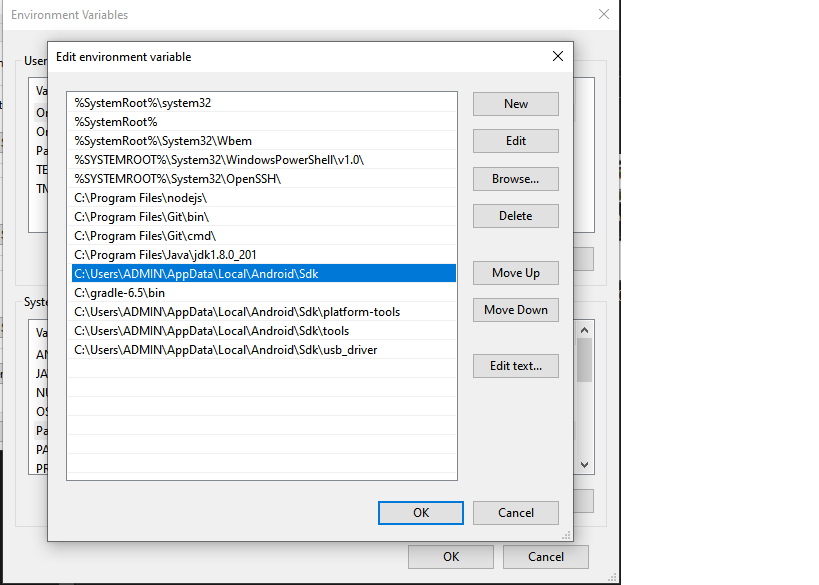 Environment Variables
Edit environment variable
User
Va
%SystemRoot%\system32
New
On
%SystemRoot%
On
%SystemRoot%\System32\Wbem
Edit
Pa
%SYSTEMROOT%\System32\WindowsPowerShell\v1.0\
TE
%SYSTEMROOT%\System32\OpenSSH\
Browse...
TN
C:\Program Files\nodejs\
C:\Program Files\Git\bin\
Delete
C:\Program Files\Git\cmd\
C:\Program Files\Java\jdk1.8.0_201
C:\Users\ADMIN\AppData\Local\Android\Sdk
Move Up
C:\gradle-6.5\bin
Syste
C:\Users\ADMIN\AppData\Local\Android\Sdk\platform-tools
Move Down
Va
C:\Users\ADMIN\AppData\Local\Android\Sdk\tools
AN
C:\Users\ADMIN\AppData\Local\Android\Sdk\usb_driver
Edit text...
JA
NU
OS
Pa
PA
PR
OK
Cancel
OK
Cancel